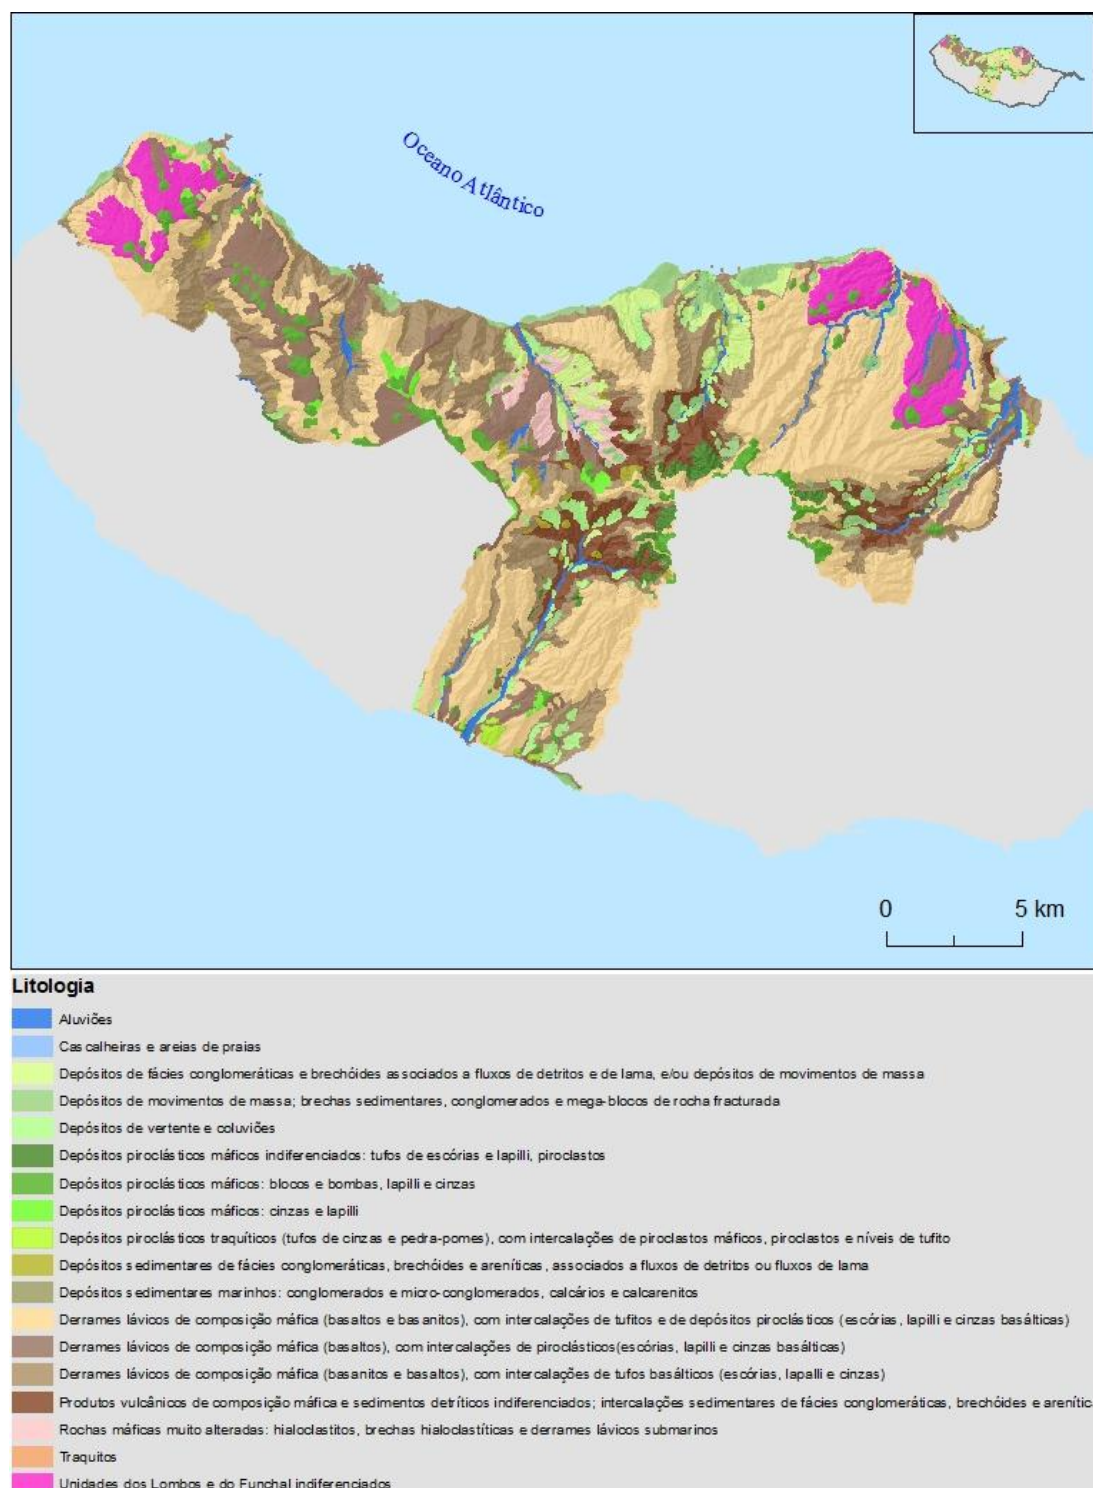 Oceano Atlântico
0 5 km
Litologia
Aluviões
Cascalheiras e areias de praias
Depósitos de fácies conglomeráticas e brechóides associados a fluxos de detritos e de lama, e/ou depósitos de movimentos de massa
Depósitos de movimentos de massa; brechas sedimentares, conglomerados e mega-blocos de rocha fracturada
Depósitos de vertente e coluviões
Depósitos piroclásticos máficos indiferenciados: tufos de escórias e lapilli, piroclastos
Depósitos piroclásticos máficos: blocos e bombas, lapilli e cinzas
Depósitos piroclásticos máficos: cinzas e lapilli
Depósitos piroclásticos traquíticos (tufos de cinzas e pedra-pomes), com intercalações de piroclastos máficos, piroclastos e níveis de tufito
Depósitos sedimentares de fácies conglomeráticas, brechóides e areníticas, associados a fluxos de detritos ou fluxos de lama
Depósitos sedimentares marinhos: conglomerados e micro-conglomerados, calcários e calcarenitos
Derrames lávicos de composição máfica (basaltos e basanitos), com intercalações de tufitos e de depósitos piroclásticos (escórias, lapilli e cinzas basálticas)
Derrames lávicos de composição máfica (basaltos), com intercalações de piroclásticos(escórias, lapilli e cinzas basálticas)
Derrames lávicos de composição máfica (basanitos e basaltos), com intercalações de tufos basálticos (escórias, lapalli e cinzas)
Produtos vulcânicos de composição máfica e sedimentos detríticos indiferenciados; intercalações sedimentares de fácies conglomeráticas, brechóides e arenític
Rochas máficas muito alteradas: hialoclastitos, brechas hialoclastíticas e derrames lávicos submarinos
Traquitos
Unidades dos Lombos e do Funchal indiferenciados